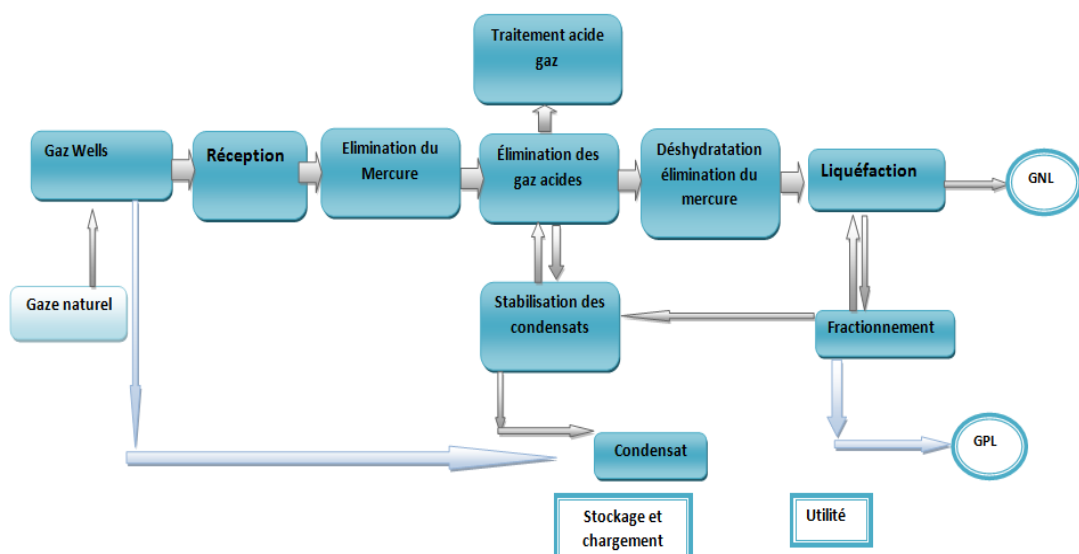 Traitement acide
gaz
Gaz Wells
Réception
Elimination du
Mercure
Élimination des
gaz acides
Déshydratation
élimination du
mercure
Liquéfaction
GNL
Gaze naturel
Stabilisation des
condensats
Fractionnement
Condensat
GPL
Stockage et
chargement
Utilité